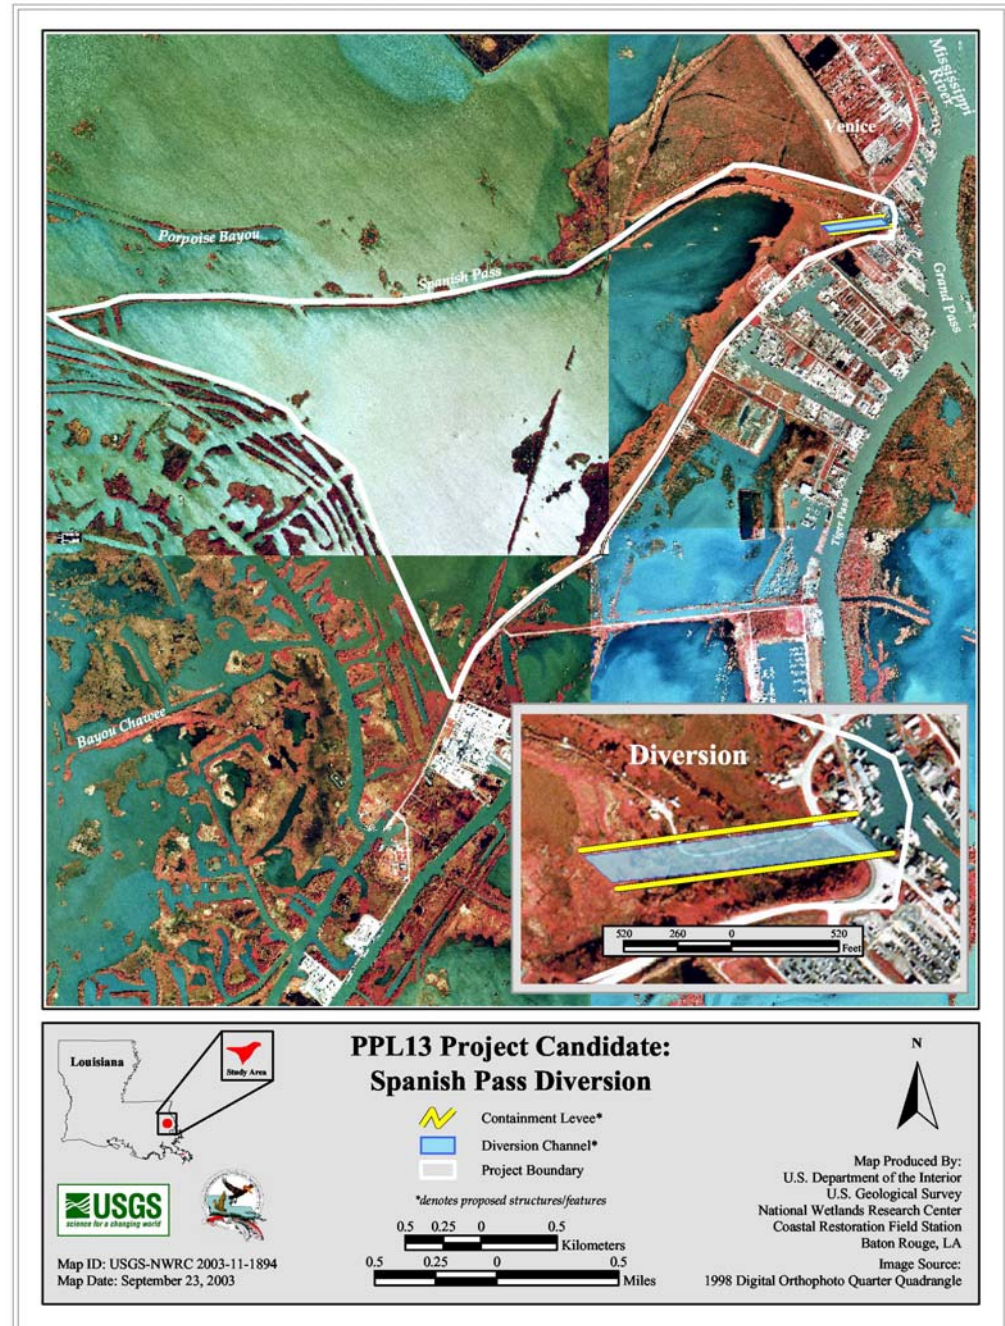 Mississippi
River
Venice
Porpoise Bayou
Spanish Pass
Grand Pass
Tiger Pass
Bayou Chawee
Diversion
520 260 0 520
Feet
Louisiana
Study Area
PPL13 Project Candidate:
Spanish Pass Diversion
Containment Levee*
Diversion Channel*
Project Boundary
*denotes proposed structures/features
0.5 0.25 0 0.5
Kilometers
0.5 0.25 0 0.5
Miles
USGS
science for a changing world
Map ID: USGS-NWRC 2003-11-1894
Map Date: September 23, 2003
N
Map Produced By:
U.S. Department of the Interior
U.S. Geological Survey
National Wetlands Research Center
Coastal Restoration Field Station
Baton Rouge, LA
Image Source:
1998 Digital Orthophoto Quarter Quadrangle